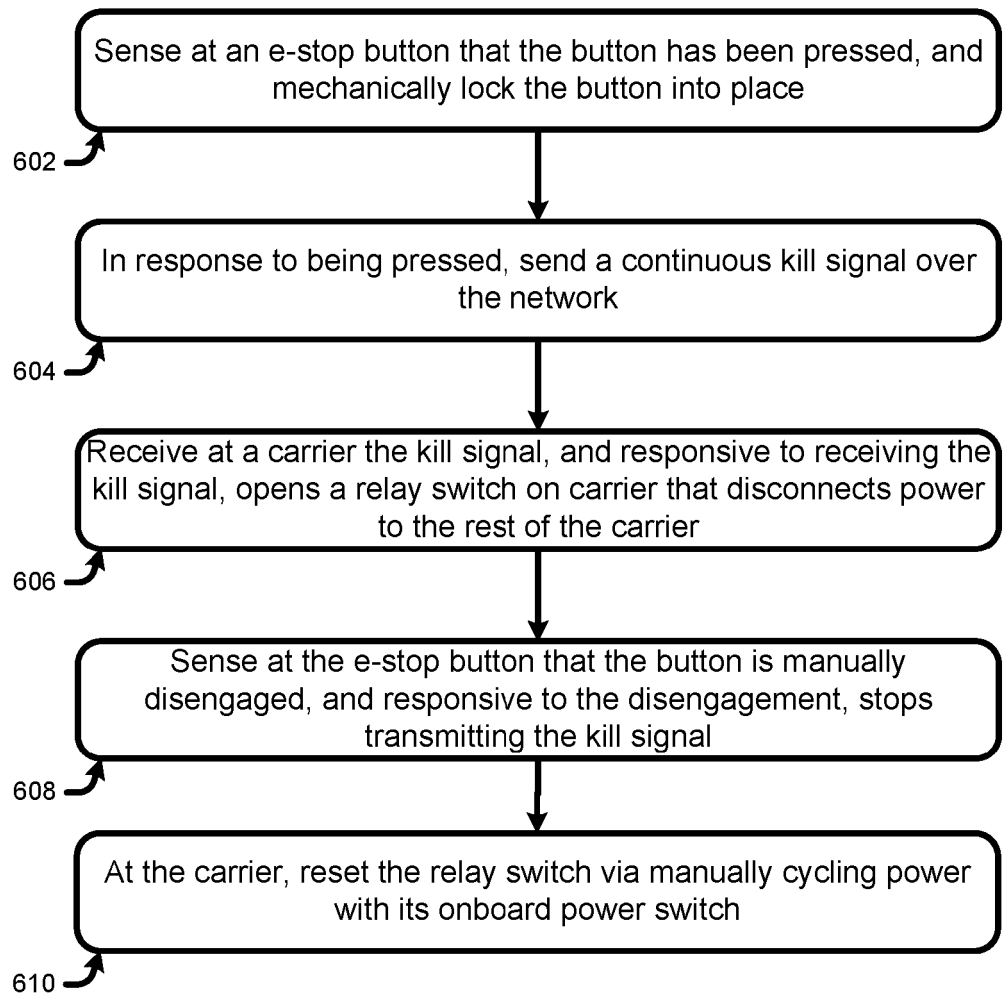 Sense at an e-stop button that the button has been pressed, and
mechanically lock the button into place
602
In response to being pressed, send a continuous kill signal over
the network
604
Receive at a carrier the kill signal, and responsive to receiving the
kill signal, opens a relay switch on carrier that disconnects power
to the rest of the carrier
606
Sense at the e-stop button that the button is manually
disengaged, and responsive to the disengagement, stops
transmitting the kill signal
608
At the carrier, reset the relay switch via manually cycling power
with its onboard power switch
610